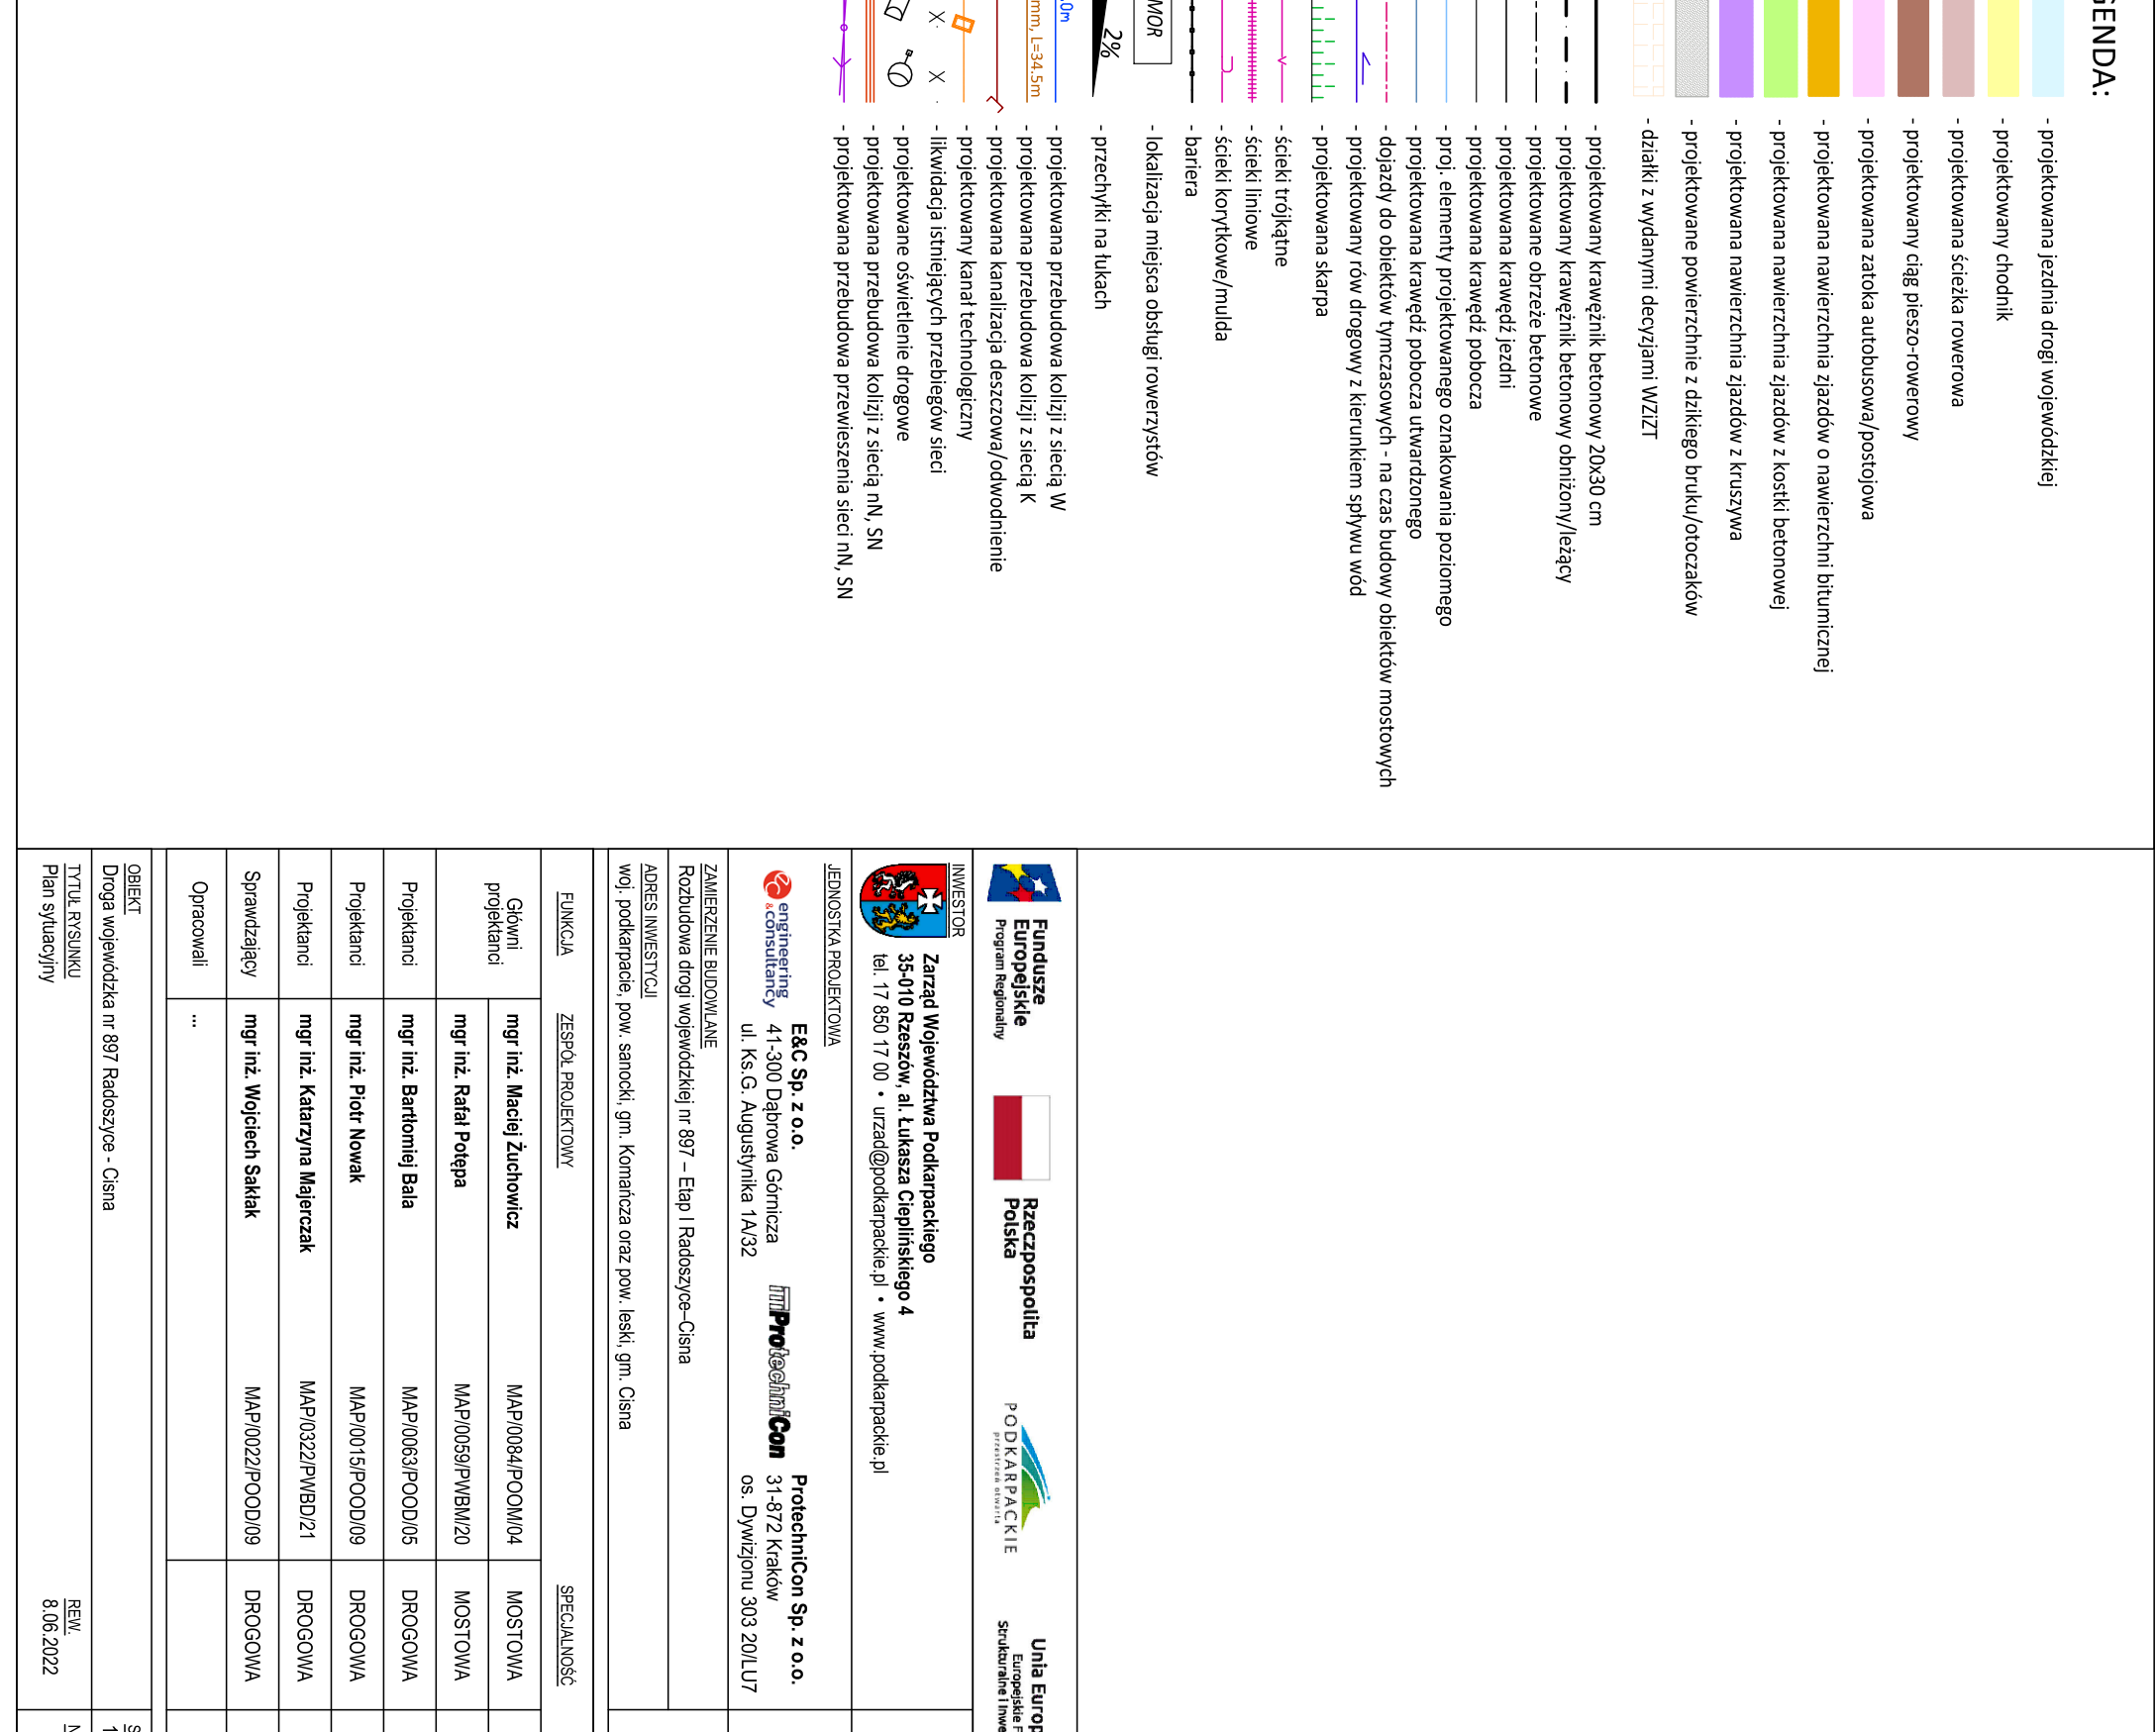 GENDA:
- projektowana jezdnia drogi wojewódzkiej
- projektowany chodnik
- projektowana ścieżka rowerowa
- projektowany ciąg pieszo-rowerowy
- projektowana zatoka autobusowa/postojowa
- projektowana nawierzchnia zjazdów o nawierzchni bitumicznej
- projektowana nawierzchnia zjazdów z kostki betonowej
- projektowana nawierzchnia zjazdów z kruszywa
- projektowane powierzchnie z dzikiego bruku/otoczaków
- działki z wydanymi decyzjami WZiZT
- projektowany krawężnik betonowy 20x30 cm
- projektowany krawężnik betonowy obniżony/leżący
- projektowane obrzeże betonowe
- projektowana krawędź jezdni
- projektowana krawędź pobocza
- proj. elementy projektowanego oznakowania poziomego
- projektowana krawędź pobocza utwardzonego
- dojazdy do obiektów tymczasowych - na czas budowy obiektów mostowych
- projektowany rów drogowy z kierunkiem spływu wód
- projektowana skarpa
- ścieki trójkątne
- ścieki liniowe
- ścieki korytkowe/mulda
- bariera
MOR - lokalizacja miejsca obsługi rowerzystów
2% - przechyłki na łukach
.0m - projektowana przebudowa kolizji z siecią W
mm, L=34.5m - projektowana przebudowa kolizji z siecią K
- projektowana kanalizacja deszczowa/odwodnienie
- projektowany kanał technologiczny
- likwidacja istniejących przebiegów sieci
- projektowane oświetlenie drogowe
- projektowana przebudowa kolizji z siecią nN, SN
- projektowana przebudowa przewieszenia sieci nN, SN
Fundusze
Europejskie
Program Regionalny
Rzeczpospolita
Polska
PODKARPACKIE
przestrzeń otwarta
Unia Europ
Europejskie F
Strukturalne i Inwe
INWESTOR
Zarząd Województwa Podkarpackiego
35-010 Rzeszów, al. Łukasza Cieplińskiego 4
tel. 17 850 17 00 • urzad@podkarpackie.pl • www.podkarpackie.pl
JEDNOSTKA PROJEKTOWA
engineering
&consultancy
E&C Sp. z o.o.
41-300 Dąbrowa Górnicza
ul. Ks.G. Augustynika 1A/32
ProtechniCon
ProtechniCon Sp. z o.o.
31-872 Kraków
os. Dywizjonu 303 20/LU7
ZAMIERZENIE BUDOWLANE
Rozbudowa drogi wojewódzkiej nr 897 – Etap I Radoszyce–Cisna
ADRES INWESTYCJI
woj. podkarpacie, pow. sanocki, gm. Komańcza oraz pow. leski, gm. Cisna
FUNKCJA ZESPÓŁ PROJEKTOWY SPECJALNOŚĆ
Główni
projektanci
mgr inż. Maciej Żuchowicz MAP/0084/POOM/04 MOSTOWA
mgr inż. Rafał Potępa MAP/0059/PWBM/20 MOSTOWA
Projektanci mgr inż. Bartłomiej Bala MAP/0063/POOD/05 DROGOWA
Projektanci mgr inż. Piotr Nowak MAP/0015/POOD/09 DROGOWA
Projektanci mgr inż. Katarzyna Majerczak MAP/0322/PWBD/21 DROGOWA
Sprawdzający mgr inż. Wojciech Sakłak MAP/0022/POOD/09 DROGOWA
Opracowali ...
OBIEKT
Droga wojewódzka nr 897 Radoszyce - Cisna
TYTUŁ RYSUNKU
Plan sytuacyjny
REW.
8.06.2022